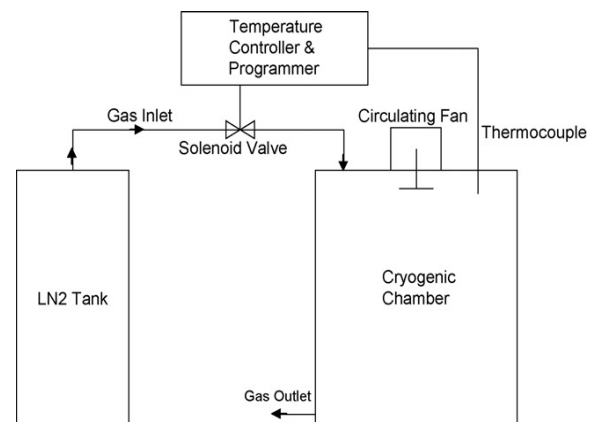 Temperature
Controller &
Programmer
Gas Inlet
Circulating Fan
Thermocouple
Solenoid Valve
Cryogenic
Chamber
LN2 Tank
Gas Outlet